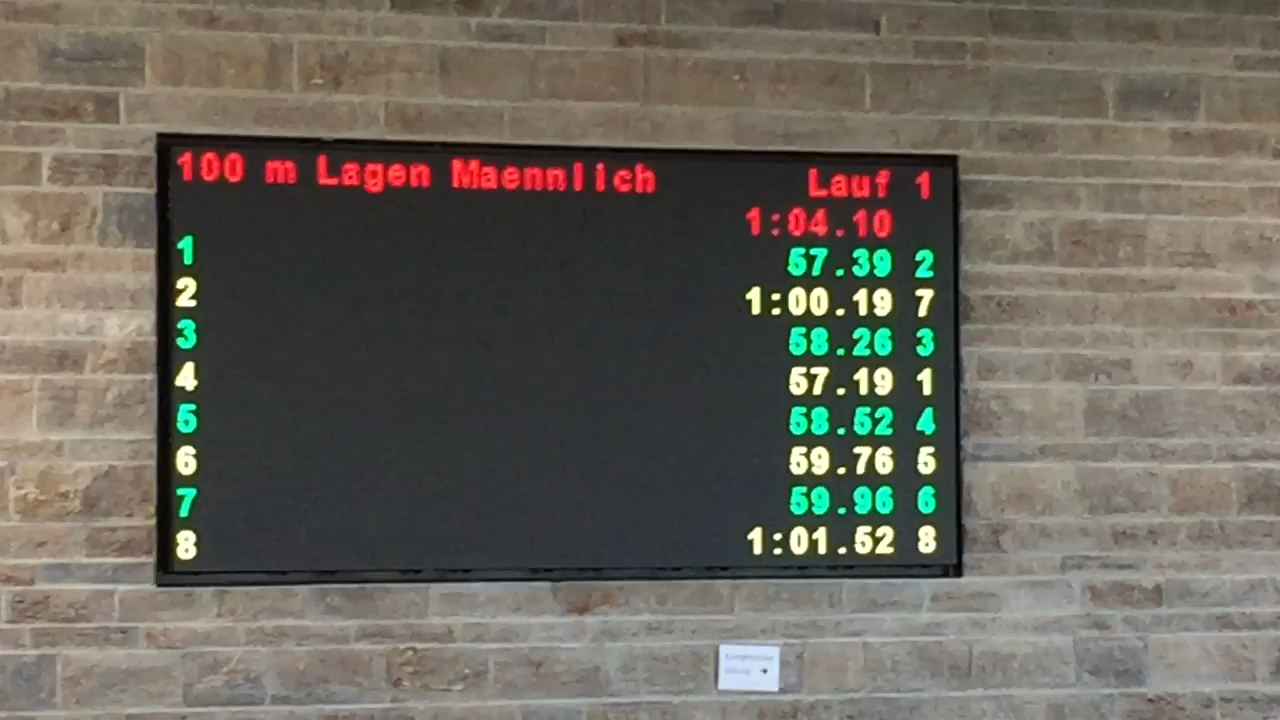 100 m Lagen Maennlich Lauf 1
1:04.10
1 57.39 2
2 1:00.19 7
3 58.26 3
4 57.19 1
5 58.52 4
6 59.76 5
7 59.96 6
8 1:01.52 8